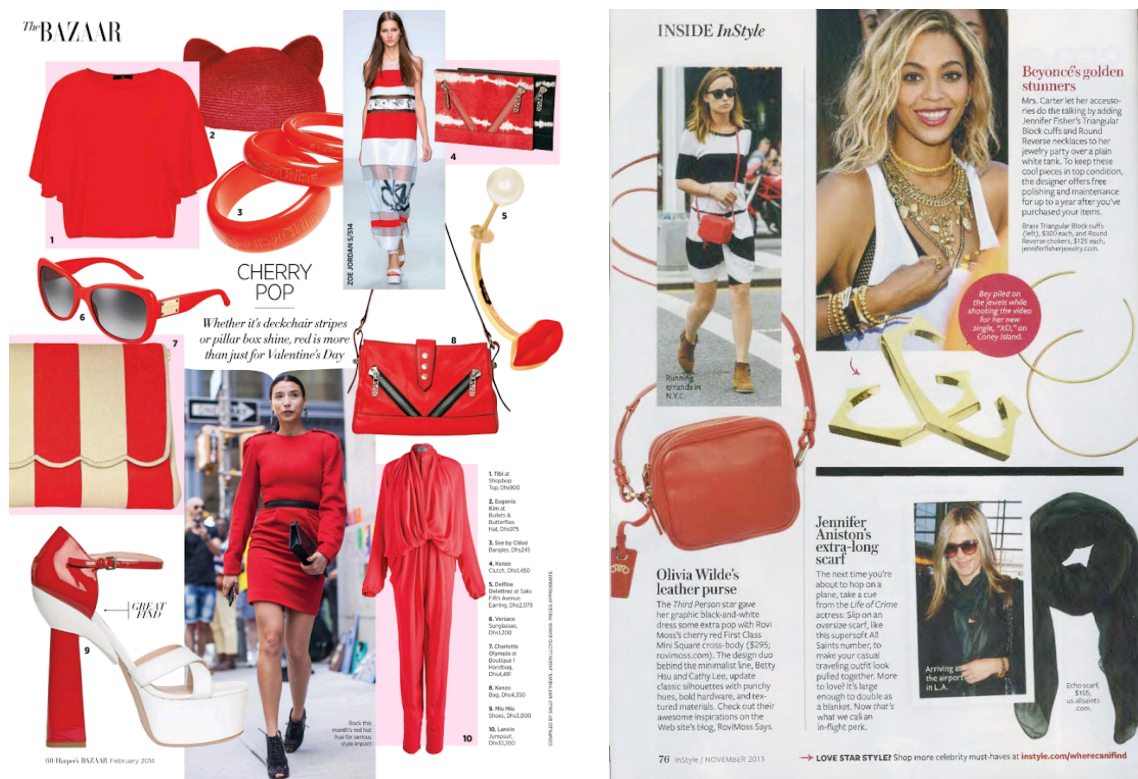 The BAZAAR
1
2
3
4
5
6
7
8
9
10
ZOE JORDAN S/S14
CHERRY
POP
Whether it's deckchair stripes
or pillar box shine, red is more
than just for Valentine's Day
GREAT
FIND
Rock this
month's red hot
hue for serious
style impact
1. Tibi at
Shopbop
Top, Dhs900
2. Eugenia
Kim at
Bullets &
Butterflies
Hat, Dhs975
3. See by Chloé
Bangles, Dhs245
4. Kenzo
Clutch, Dhs1,450
5. Delfina
Delettrez at Saks
Fifth Avenue
Earring, Dhs2,079
6. Versace
Sunglasses,
Dhs1,200
7. Charlotte
Olympia at
Boutique 1
Handbag,
8. Kenzo
Bag, Dhs4,350
9. Miu Miu
Shoes, Dhs3,000
10. Lanvin
Jumpsuit,
Dhs10,200
60 Harper's BAZAAR February 2014
INSIDE InStyle
Running
errands in
N.Y.C.
Olivia Wilde's
leather purse
The Third Person star gave
her graphic black-and-white
dress some extra pop with Rovi
Moss's cherry red First Class
Mini Square cross-body ($295;
rovimoss.com). The design duo
behind the minimalist line, Betty
Hsu and Cathy Lee, update
classic silhouettes with punchy
hues, bold hardware, and tex-
tured materials. Check out their
awesome inspirations on the
Web site's blog, RoviMoss Says.
Beyoncé's golden
stunners
Mrs. Carter let her accesso-
ries do the talking by adding
Jennifer Fisher's Triangular
Block cuffs and Round
Reverse necklaces to her
jewelry party over a plain
white tank. To keep these
cool pieces in top condition,
the designer offers free
polishing and maintenance
for up to a year after you've
purchased your items.
Brass Triangular Block cuffs
(left), $300 each, and Round
Reverse chokers, $125 each,
jenniferfisherjewelry.com.
Bey piled on
the jewels while
shooting the video
for her new
single, "XO," on
Coney Island.
Jennifer
Aniston's
extra-long
scarf
The next time you're
about to hop on a
plane, take a cue
from the Life of Crime
actress: Slip on an
oversize scarf, like
this supersoft All
Saints number, to
make your casual
traveling outfit look
pulled together. More
to love? It's large
enough to double as
a blanket. Now that's
what we call an
in-flight perk.
Arriving at
the airport
in L.A.
Echo scarf,
$155,
us.allsaints
.com.
76 InStyle / NOVEMBER 2013
LOVE STAR STYLE? Shop more celebrity must-haves at instyle.com/wherecanifind